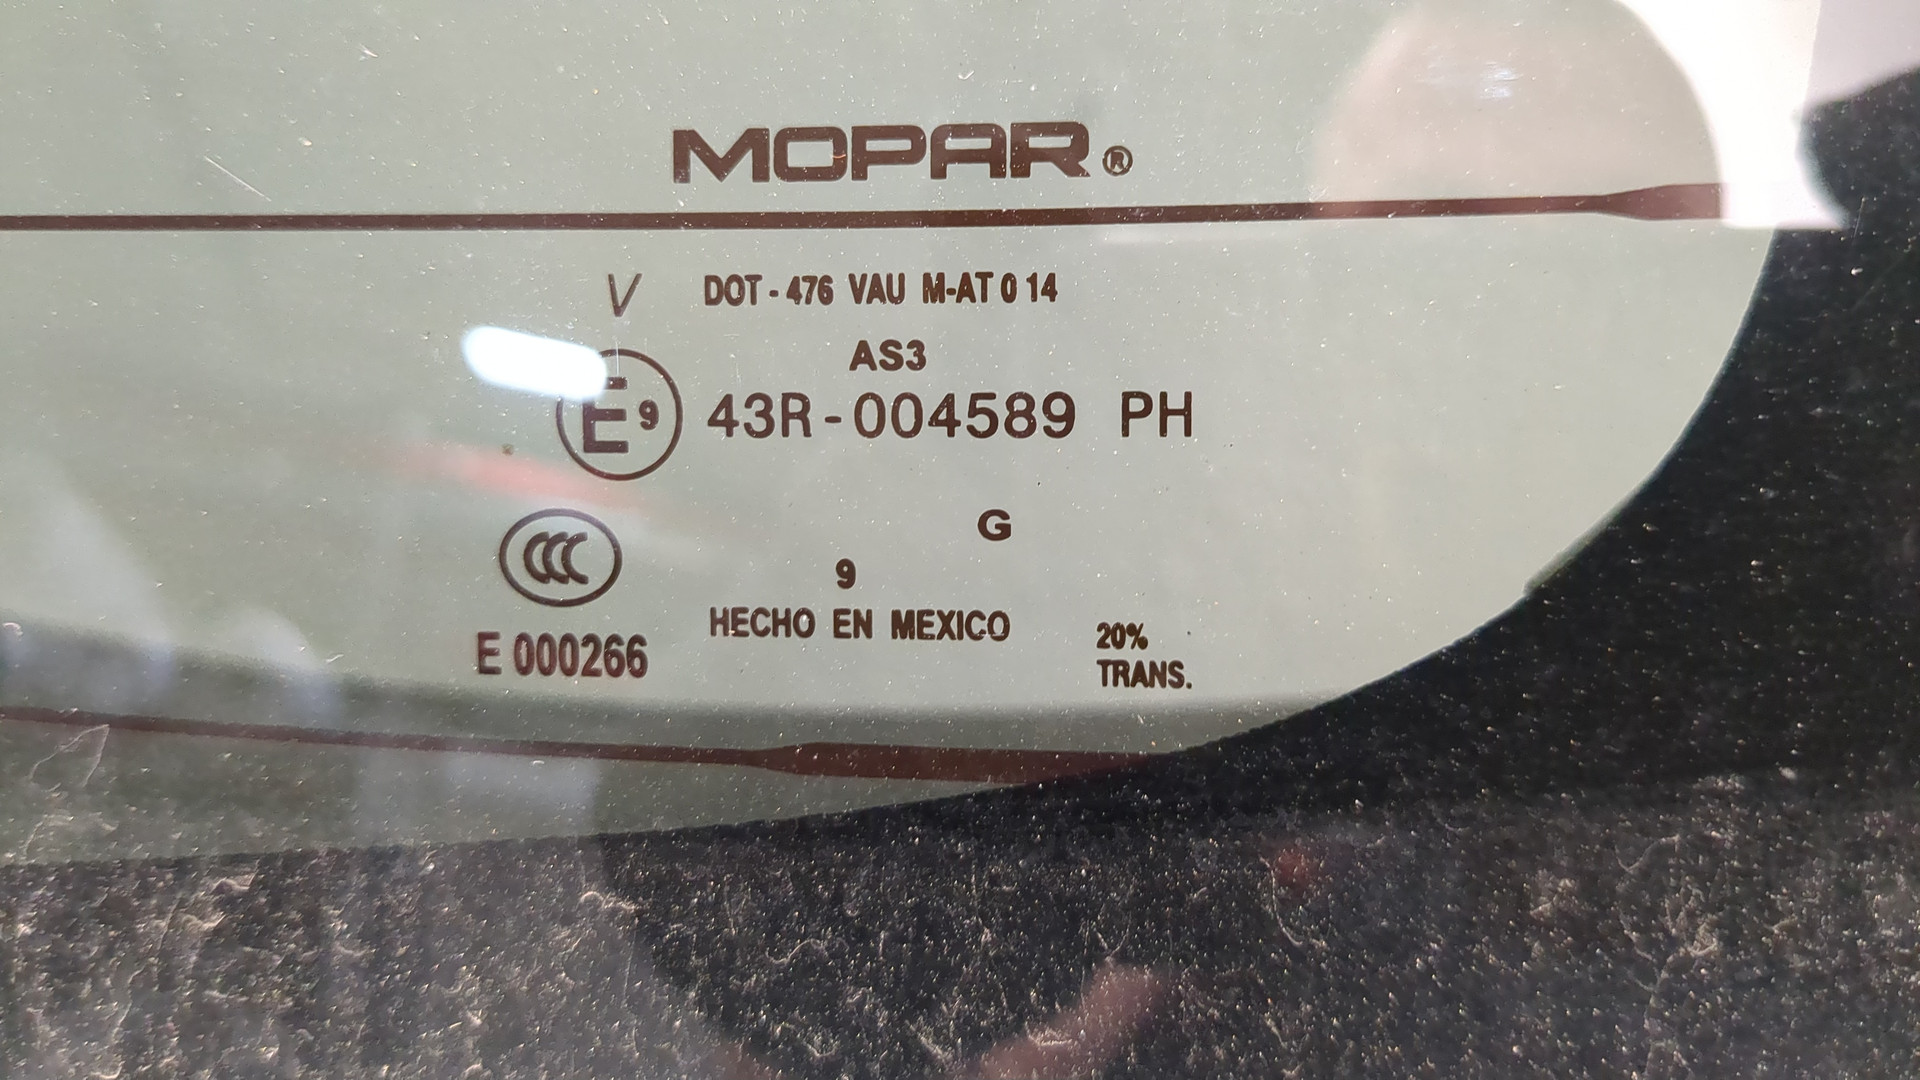 MOPAR®
V DOT-476 VAU M-AT 0 14
AS3
E9 43R-004589 PH
G
CCC
9
HECHO EN MEXICO
E 000266
20%
TRANS.